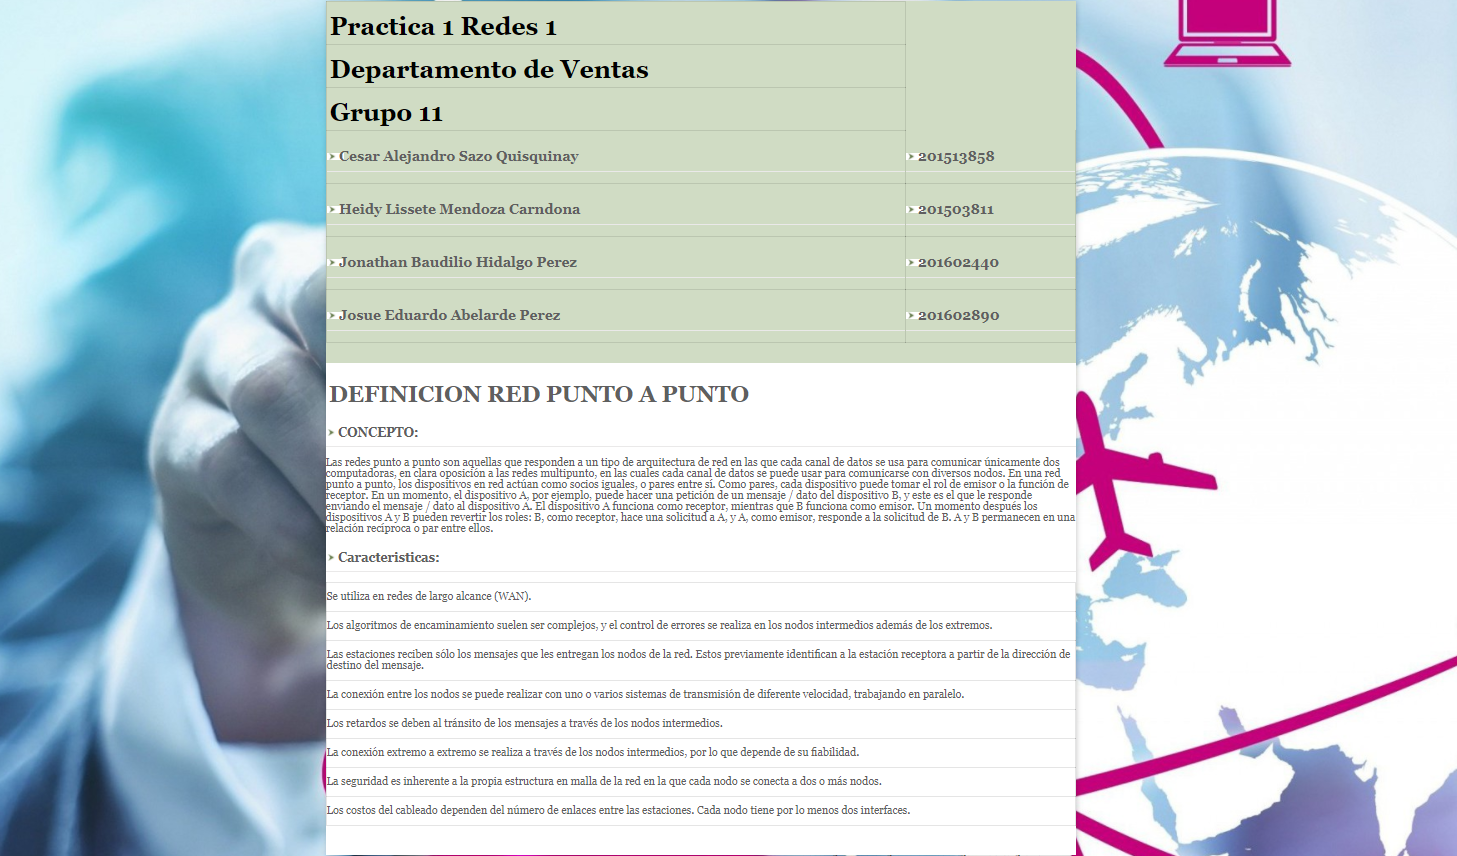 Practica 1 Redes 1
Departamento de Ventas
Grupo 11
Cesar Alejandro Sazo Quisquinay 201513858
Heidy Lissete Mendoza Carndona 201503811
Jonathan Baudilio Hidalgo Perez 201602440
Josue Eduardo Abelarde Perez 201602890
DEFINICION RED PUNTO A PUNTO
CONCEPTO:
Las redes punto a punto son aquellas que responden a un tipo de arquitectura de red en las que cada canal de datos se usa para comunicar únicamente dos
computadoras, en clara oposición a las redes multipunto, en las cuales cada canal de datos se puede usar para comunicarse con diversos nodos. En una red
punto a punto, los dispositivos en red actúan como socios iguales, o pares entre sí. Como pares, cada dispositivo puede tomar el rol de emisor o la función de
receptor. En un momento, el dispositivo A, por ejemplo, puede hacer una petición de un mensaje / dato del dispositivo B, y este es el que le responde
enviando el mensaje / dato al dispositivo A. El dispositivo A funciona como receptor, mientras que B funciona como emisor. Un momento después los
dispositivos A y B pueden revertir los roles: B, como receptor, hace una solicitud a A, y A, como emisor, responde a la solicitud de B. A y B permanecen en una
relación recíproca o par entre ellos.
Caracteristicas:
Se utiliza en redes de largo alcance (WAN).
Los algoritmos de encaminamiento suelen ser complejos, y el control de errores se realiza en los nodos intermedios además de los extremos.
Las estaciones reciben sólo los mensajes que les entregan los nodos de la red. Estos previamente identifican a la estación receptora a partir de la dirección de
destino del mensaje.
La conexión entre los nodos se puede realizar con uno o varios sistemas de transmisión de diferente velocidad, trabajando en paralelo.
Los retardos se deben al tránsito de los mensajes a través de los nodos intermedios.
La conexión extremo a extremo se realiza a través de los nodos intermedios, por lo que depende de su fiabilidad.
La seguridad es inherente a la propia estructura en malla de la red en la que cada nodo se conecta a dos o más nodos.
Los costos del cableado dependen del número de enlaces entre las estaciones. Cada nodo tiene por lo menos dos interfaces.